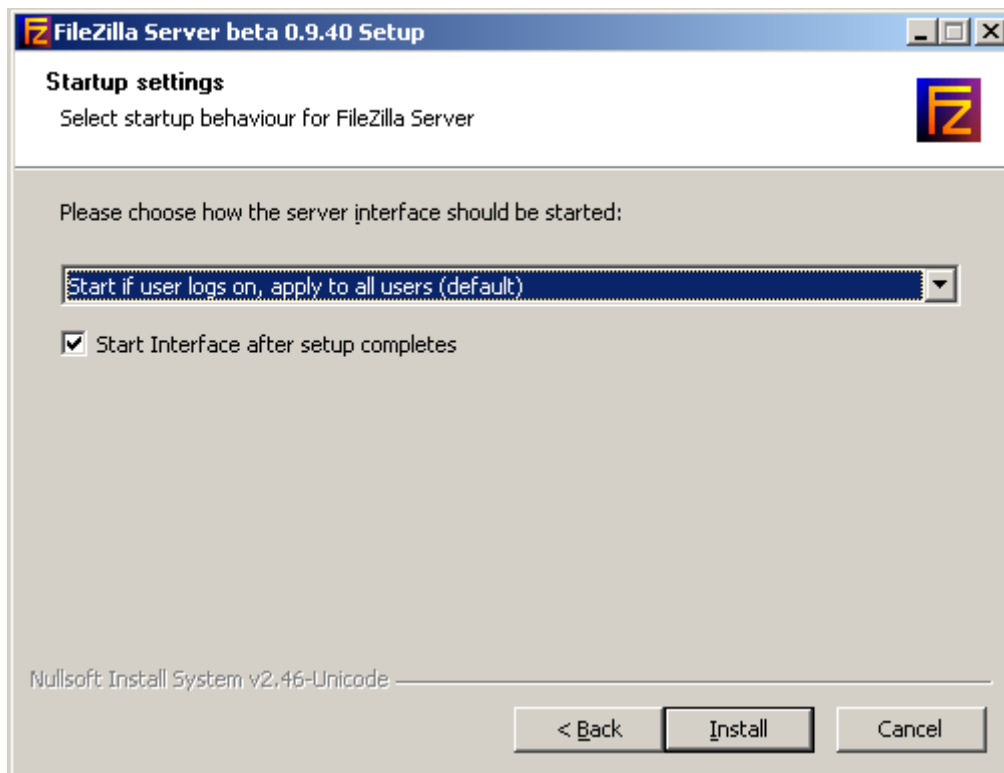 FileZilla Server beta 0.9.40 Setup
Startup settings
Select startup behaviour for FileZilla Server
FZ
Please choose how the server interface should be started:
Start if user logs on, apply to all users (default)
Start Interface after setup completes
Nullsoft Install System v2.46-Unicode
< Back
Install
Cancel